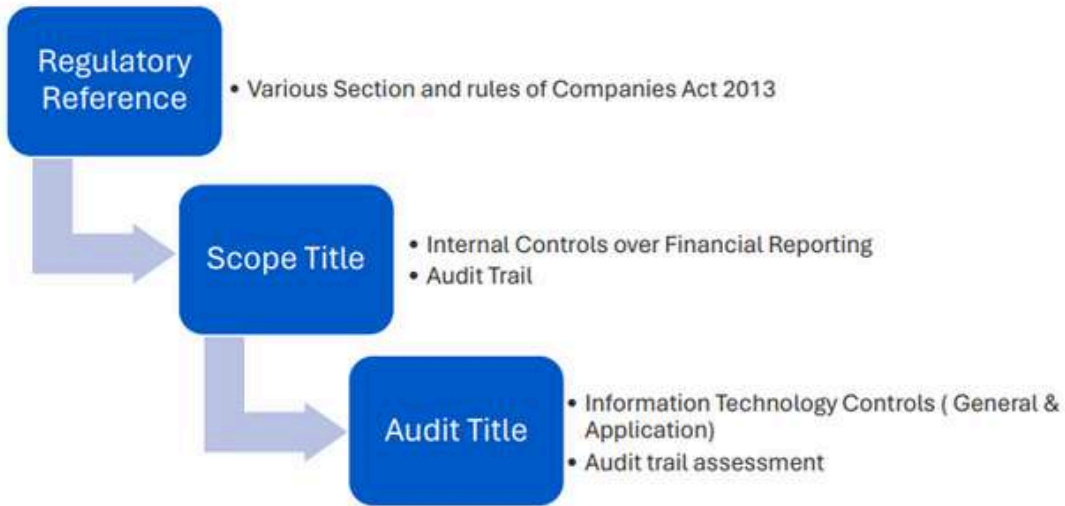 Regulatory
Reference
• Various Section and rules of Companies Act 2013
Scope Title
• Internal Controls over Financial Reporting
• Audit Trail
Audit Title
• Information Technology Controls ( General &
Application)
• Audit trail assessment